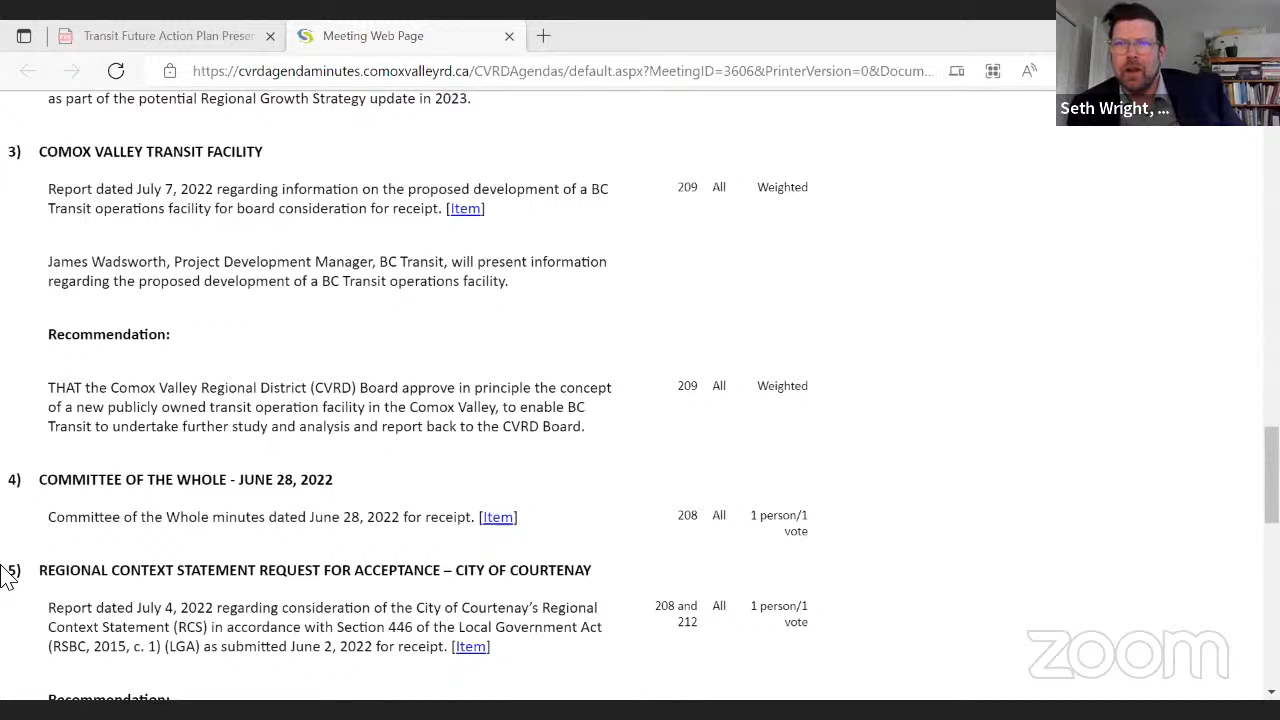 Transit Future Action Plan Preser
Meeting Web Page
https://cvrdagendaminutes.comoxvalleyrd.ca/CVRDAgendas/default.aspx?MeetingID=3606&PrinterVersion=0&Docum...
Seth Wright, ...
as part of the potential Regional Growth Strategy update in 2023.
3) COMOX VALLEY TRANSIT FACILITY
Report dated July 7, 2022 regarding information on the proposed development of a BC 209 All Weighted
Transit operations facility for board consideration for receipt. [Item]
James Wadsworth, Project Development Manager, BC Transit, will present information
regarding the proposed development of a BC Transit operations facility.
Recommendation:
THAT the Comox Valley Regional District (CVRD) Board approve in principle the concept 209 All Weighted
of a new publicly owned transit operation facility in the Comox Valley, to enable BC
Transit to undertake further study and analysis and report back to the CVRD Board.
4) COMMITTEE OF THE WHOLE - JUNE 28, 2022
Committee of the Whole minutes dated June 28, 2022 for receipt. [Item] 208 All 1 person/1
vote
5) REGIONAL CONTEXT STATEMENT REQUEST FOR ACCEPTANCE – CITY OF COURTENAY
Report dated July 4, 2022 regarding consideration of the City of Courtenay’s Regional 208 and All 1 person/1
Context Statement (RCS) in accordance with Section 446 of the Local Government Act 212 vote
(RSBC, 2015, c. 1) (LGA) as submitted June 2, 2022 for receipt. [Item]
Recommendation:
zoom